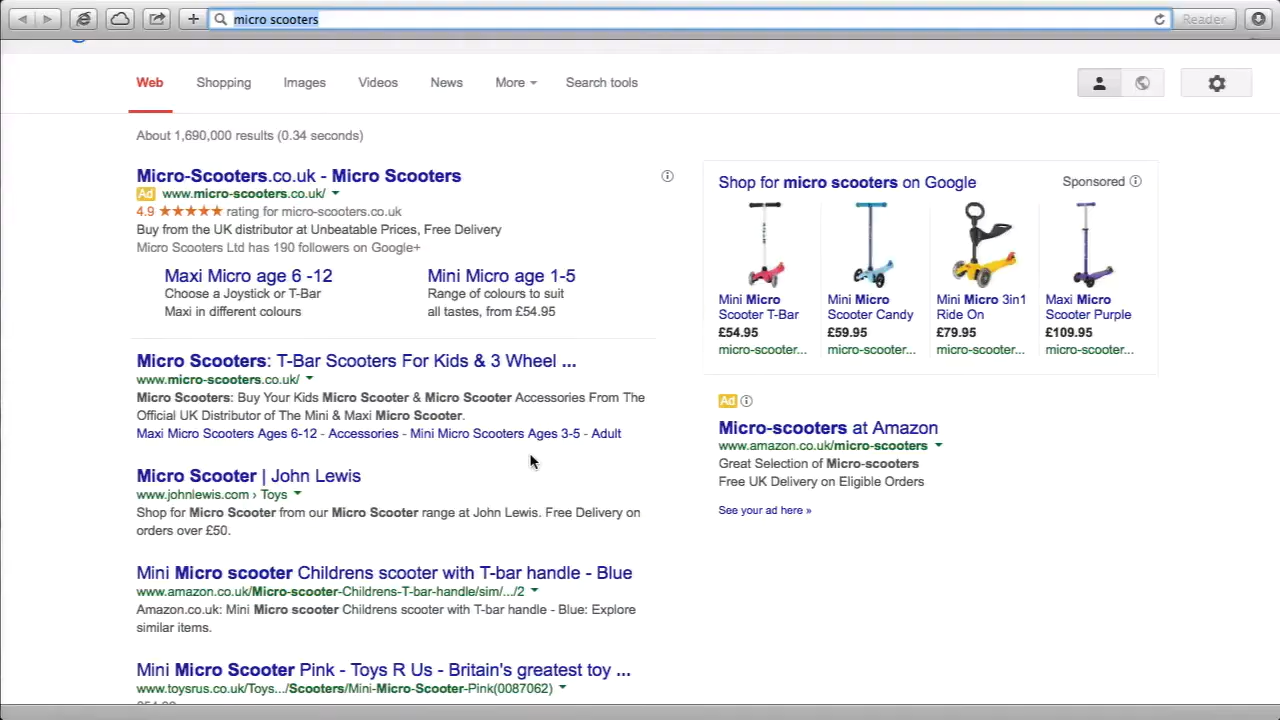 micro scooters
Reader
Web Shopping Images Videos News More Search tools
About 1,690,000 results (0.34 seconds)
Micro-Scooters.co.uk - Micro Scooters
Ad www.micro-scooters.co.uk/
4.9 ★★★★★ rating for micro-scooters.co.uk
Buy from the UK distributor at Unbeatable Prices, Free Delivery
Micro Scooters Ltd has 190 followers on Google+
Maxi Micro age 6 -12
Choose a Joystick or T-Bar
Maxi in different colours
Mini Micro age 1-5
Range of colours to suit
all tastes, from £54.95
Micro Scooters: T-Bar Scooters For Kids & 3 Wheel ...
www.micro-scooters.co.uk/
Micro Scooters: Buy Your Kids Micro Scooter & Micro Scooter Accessories From The
Official UK Distributor of The Mini & Maxi Micro Scooter.
Maxi Micro Scooters Ages 6-12 - Accessories - Mini Micro Scooters Ages 3-5 - Adult
Micro Scooter | John Lewis
www.johnlewis.com › Toys
Shop for Micro Scooter from our Micro Scooter range at John Lewis. Free Delivery on
orders over £50.
Mini Micro scooter Childrens scooter with T-bar handle - Blue
www.amazon.co.uk/Micro-scooter-Childrens-T-bar-handle/sim/.../2
Amazon.co.uk: Mini Micro scooter Childrens scooter with T-bar handle - Blue: Explore
similar items.
Mini Micro Scooter Pink - Toys R Us - Britain's greatest toy ...
www.toysrus.co.uk/Toys.../Scooters/Mini-Micro-Scooter-Pink(0087062)
Shop for micro scooters on Google
Sponsored
Mini Micro
Scooter T-Bar
£54.95
micro-scooter...
Mini Micro
Scooter Candy
£59.95
micro-scooter...
Mini Micro 3in1
Ride On
£79.95
micro-scooter...
Maxi Micro
Scooter Purple
£109.95
micro-scooter...
Ad
Micro-scooters at Amazon
www.amazon.co.uk/micro-scooters
Great Selection of Micro-scooters
Free UK Delivery on Eligible Orders
See your ad here »